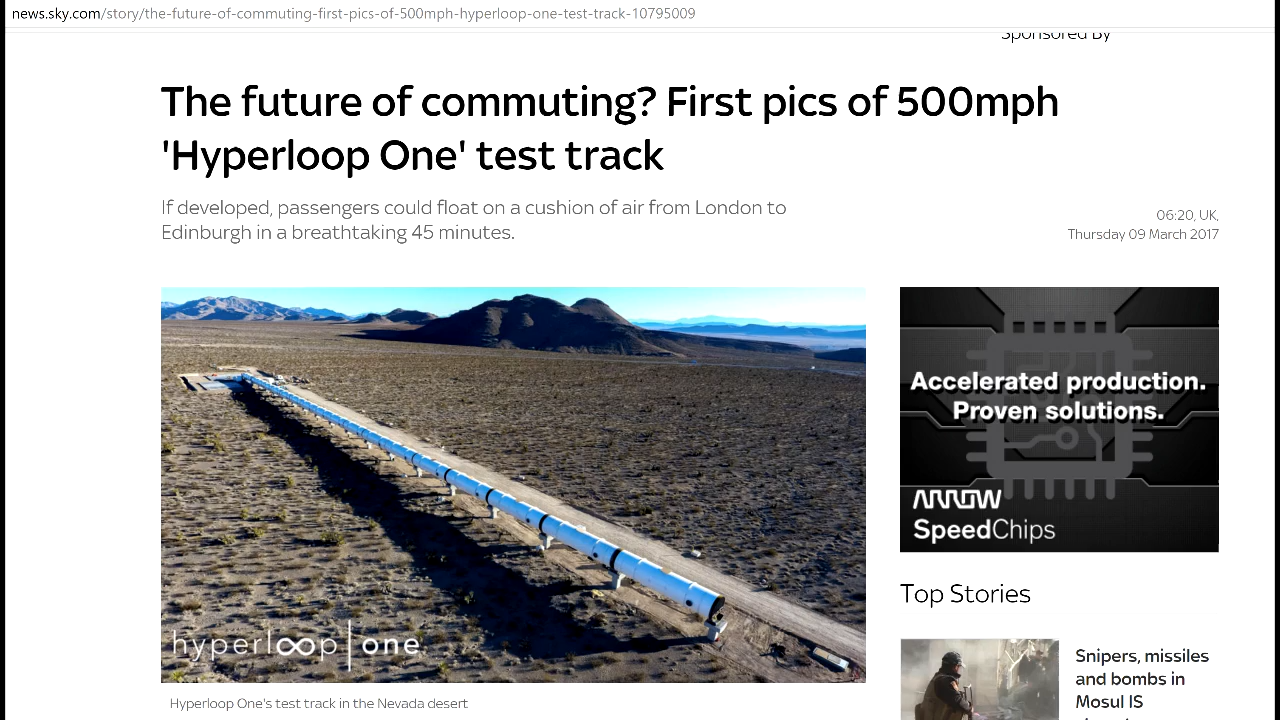 news.sky.com/story/the-future-of-commuting-first-pics-of-500mph-hyperloop-one-test-track-10795009
Sponsored By
The future of commuting? First pics of 500mph
'Hyperloop One' test track
If developed, passengers could float on a cushion of air from London to
Edinburgh in a breathtaking 45 minutes.
06:20, UK,
Thursday 09 March 2017
hyperloop | one
Hyperloop One's test track in the Nevada desert
Accelerated production.
Proven solutions.
ARROW
SpeedChips
Top Stories
Snipers, missiles
and bombs in
Mosul IS